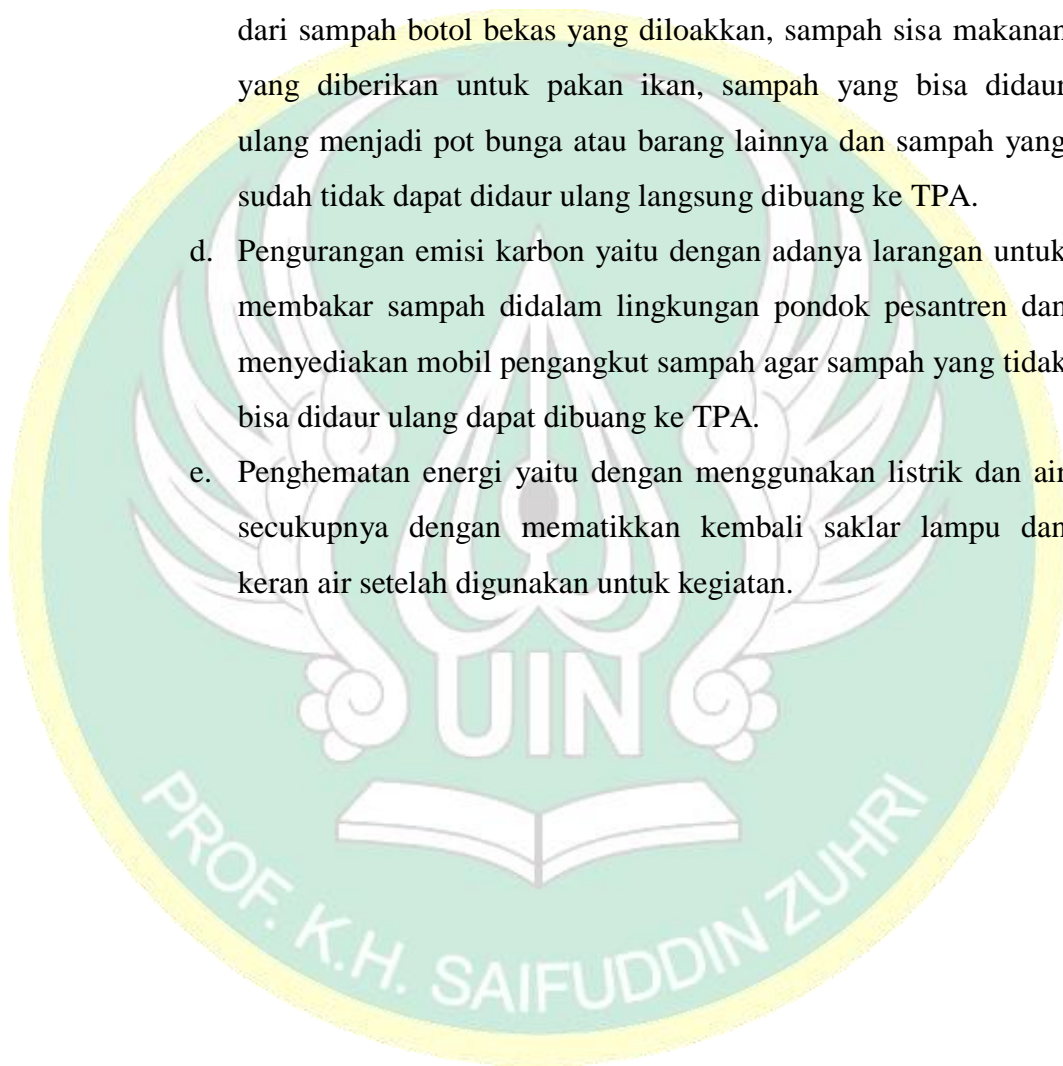 dari sampah botol bekas yang diloakkan, sampah sisa makanan
yang diberikan untuk pakan ikan, sampah yang bisa didaur
ulang menjadi pot bunga atau barang lainnya dan sampah yang
sudah tidak dapat didaur ulang langsung dibuang ke TPA.
d. Pengurangan emisi karbon yaitu dengan adanya larangan untuk
membakar sampah didalam lingkungan pondok pesantren dan
menyediakan mobil pengangkut sampah agar sampah yang tidak
bisa didaur ulang dapat dibuang ke TPA.
e. Penghematan energi yaitu dengan menggunakan listrik dan air
secukupnya dengan mematikkan kembali saklar lampu dan
keran air setelah digunakan untuk kegiatan.
UIN
PROF. K.H. SAIFUDDIN ZUHRI